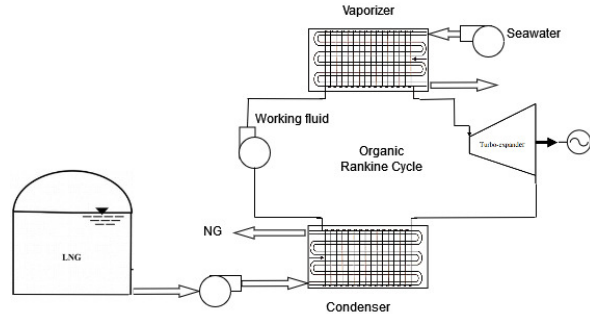 Vaporizer
Seawater
Working fluid
Organic
Rankine Cycle
Turbo-expander
NG
LNG
Condenser